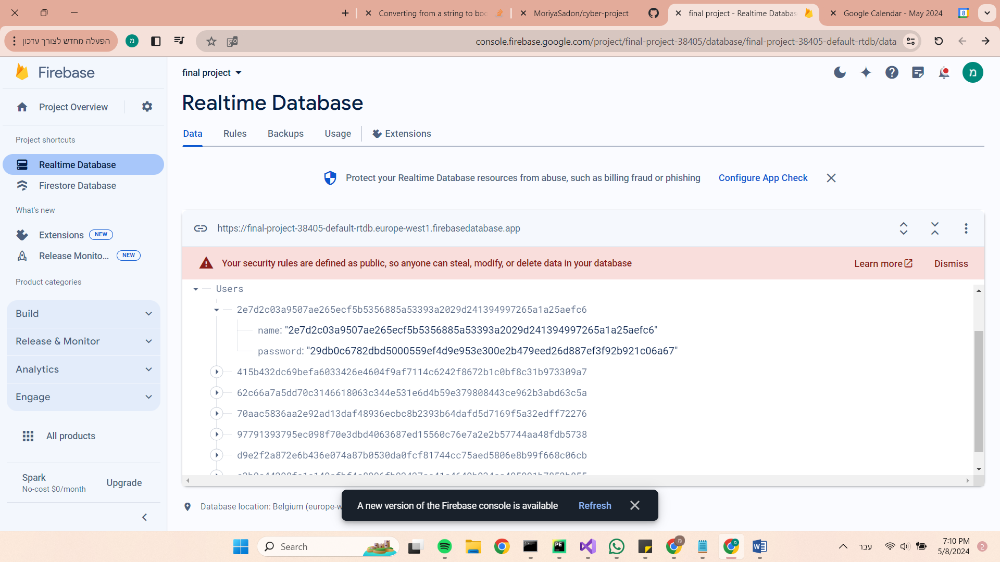 Converting from a string to boo
MoriyaSadon/cyber-project
final project - Realtime Databas
Google Calendar - May 2024
8
הפעלה מחדש לצורך עדכון
מ
console.firebase.google.com/project/final-project-38405/database/final-project-38405-default-rtdb/data
Firebase
final project
מ
Project Overview
Realtime Database
Data
Rules
Backups
Usage
Extensions
Project shortcuts
Realtime Database
Firestore Database
What's new
Extensions NEW
Release Monito... NEW
Product categories
Build
Release & Monitor
Analytics
Engage
All products
Spark
No-cost $0/month
Upgrade
Protect your Realtime Database resources from abuse, such as billing fraud or phishing
Configure App Check
https://final-project-38405-default-rtdb.europe-west1.firebasedatabase.app
Your security rules are defined as public, so anyone can steal, modify, or delete data in your database
Learn more
Dismiss
Users
2e7d2c03a9507ae265ecf5b5356885a53393a2029d241394997265a1a25aefc6
name: "2e7d2c03a9507ae265ecf5b5356885a53393a2029d241394997265a1a25aefc6"
password: "29db0c6782dbd5000559ef4d9e953e300e2b479eed26d887ef3f92b921c06a67"
415b432dc69befa6033426e4604f9af7114c6242f8672b1c0bf8c31b973309a7
62c66a7a5dd70c3146618063c344e531e6d4b59e379808443ce962b3abd63c5a
70aac5836aa2e92ad13daf48936ecbc8b2393b64dafd5d7169f5a32edff72276
97791393795ec098f70e3dbd4063687ed15560c76e7a2e2b57744aa48fdb5738
d9e2f2a872e6b436e074a87b0530da0fcf81744cc75aed5806e8b99f668c06cb
Database location: Belgium (europe-w
A new version of the Firebase console is available
Refresh
Search
עבר
7:10 PM
5/8/2024
2